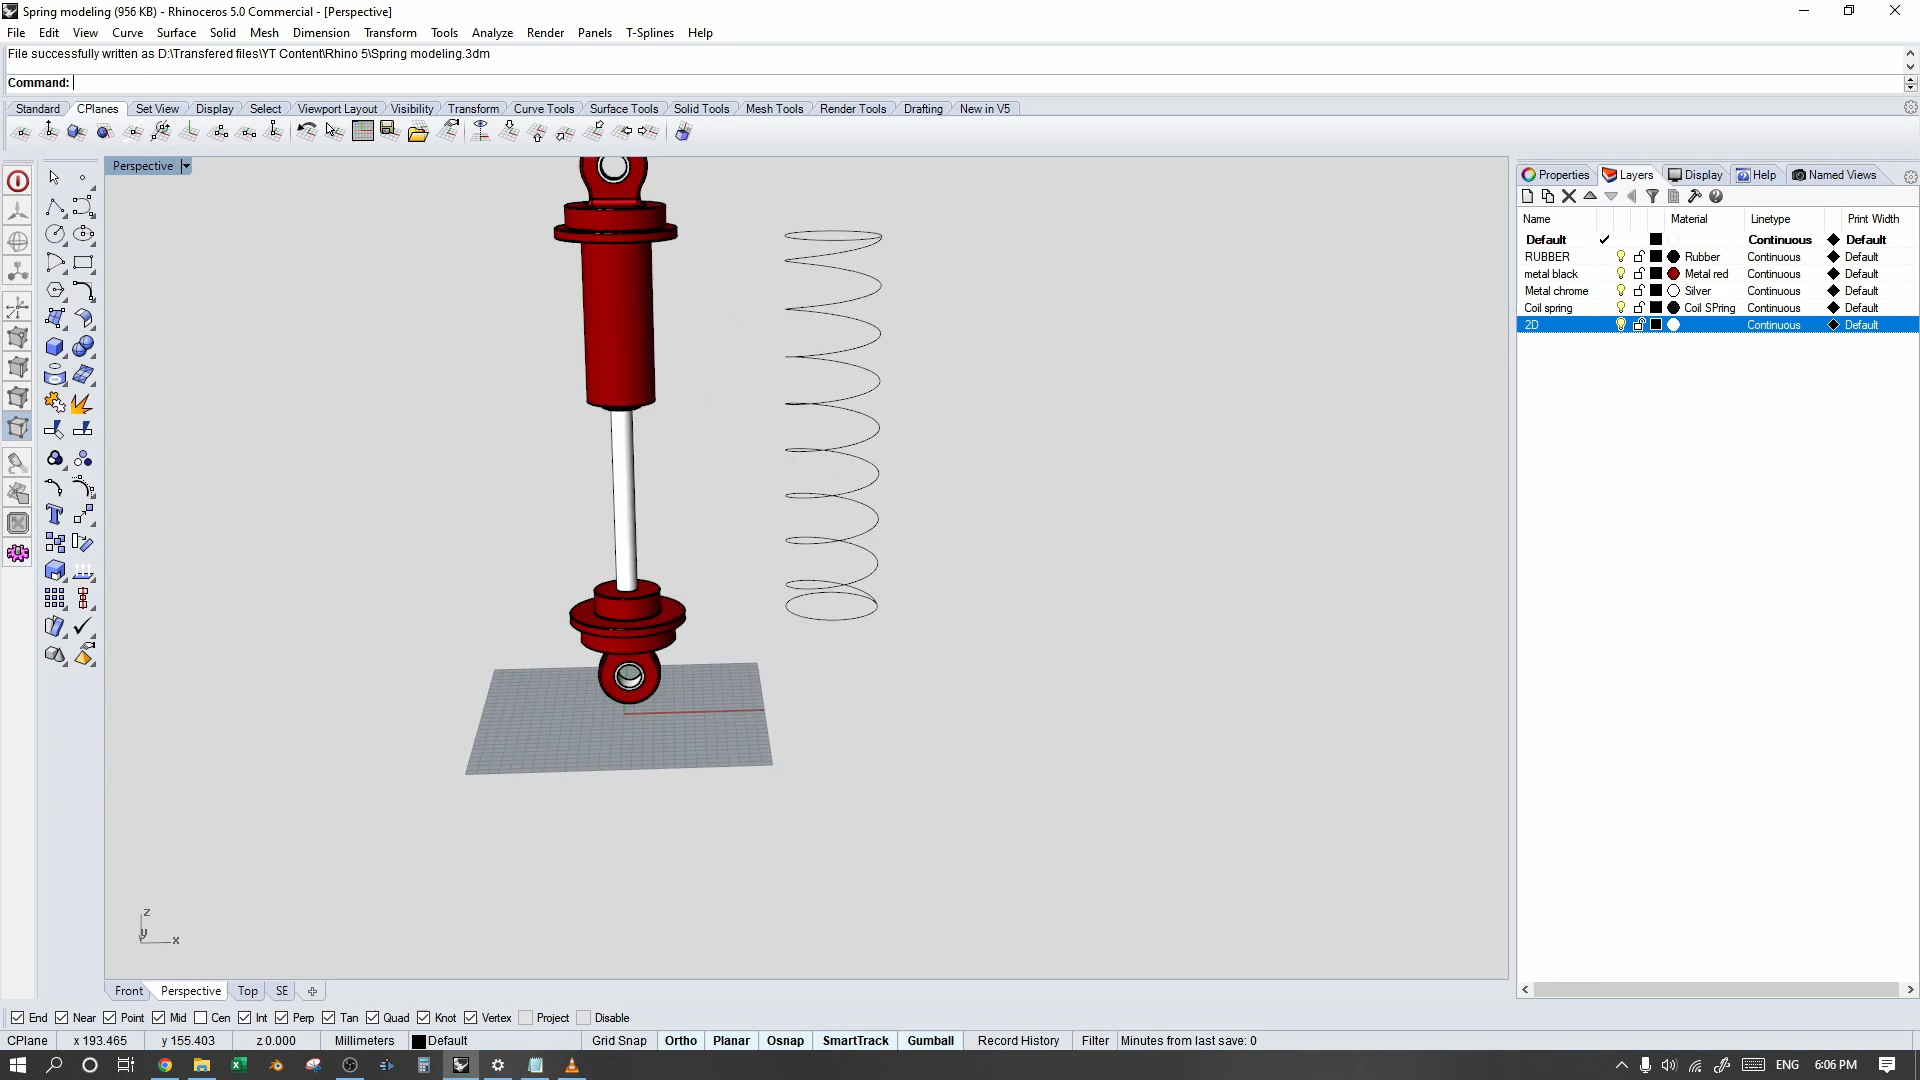 Spring modeling (956 KB) - Rhinoceros 5.0 Commercial - [Perspective]
File Edit View Curve Surface Solid Mesh Dimension Transform Tools Analyze Render Panels T-Splines Help
File successfully written as D:\Transfered files\YT Content\Rhino 5\Spring modeling.3dm
Command:
Standard CPlanes Set View Display Select Viewport Layout Visibility Transform Curve Tools Surface Tools Solid Tools Mesh Tools Render Tools Drafting New in V5
Perspective
Properties Layers Display Help Named Views
Name Material Linetype Print Width
Default Continuous Default
RUBBER Rubber Continuous Default
metal black Metal red Continuous Default
Metal chrome Silver Continuous Default
Coil spring Coil SPring Continuous Default
2D Continuous Default
z
y
x
Front Perspective Top SE
End Near Point Mid Cen Int Perp Tan Quad Knot Vertex Project Disable
CPlane x 193.465 y 155.403 z 0.000 Millimeters Default Grid Snap Ortho Planar Osnap SmartTrack Gumball Record History Filter Minutes from last save: 0
ENG 6:06 PM